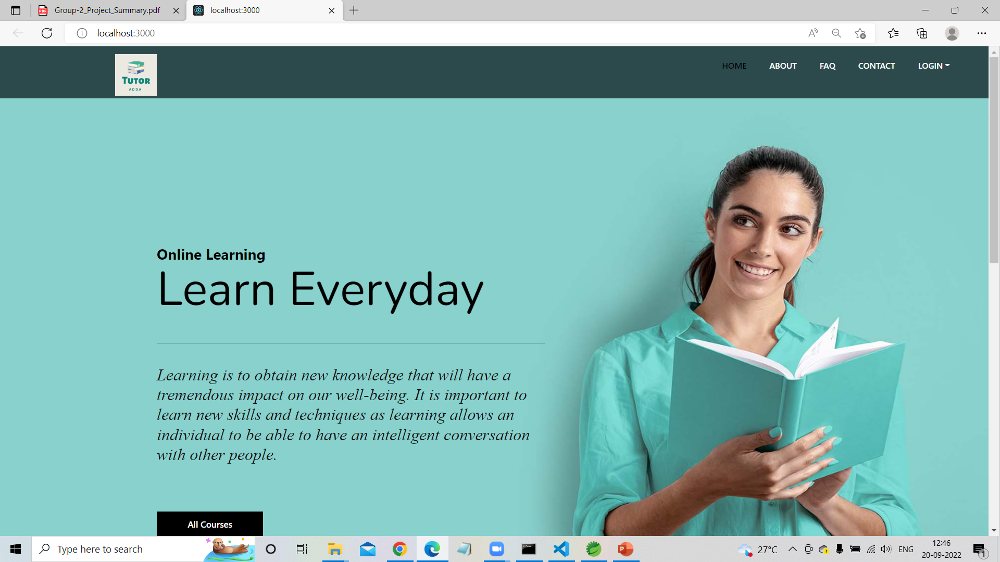 Group-2_Project_Summary.pdf
localhost:3000
localhost:3000
TUTOR
ADDA
HOME
ABOUT
FAQ
CONTACT
LOGIN
Online Learning
Learn Everyday
Learning is to obtain new knowledge that will have a
tremendous impact on our well-being. It is important to
learn new skills and techniques as learning allows an
individual to be able to have an intelligent conversation
with other people.
All Courses
Type here to search
27°C
ENG
12:46
20-09-2022
1